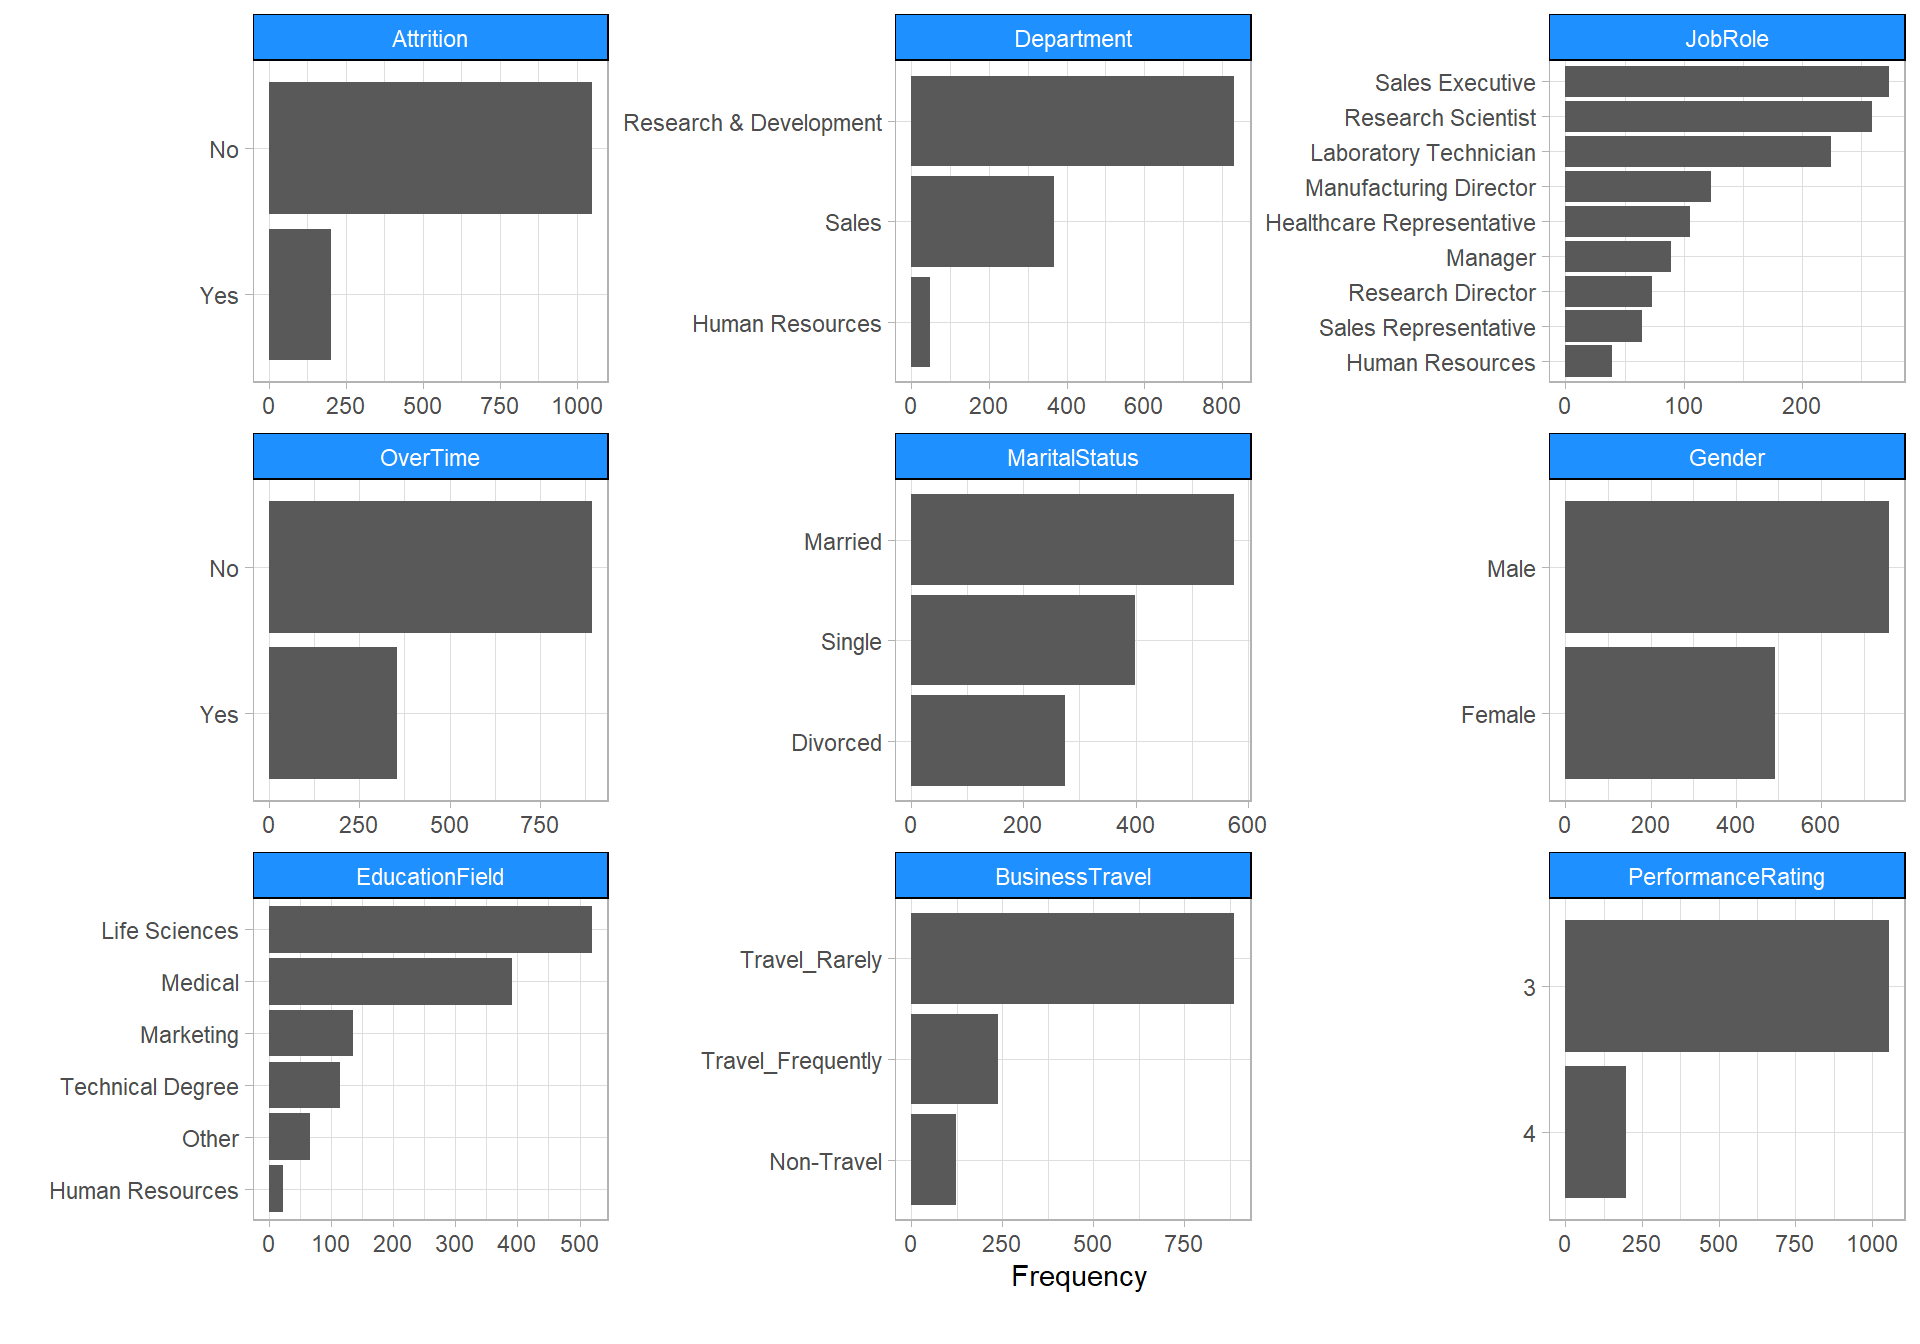 Attrition
No
Yes
0 250 500 750 1000
Department
Research & Development
Sales
Human Resources
0 200 400 600 800
JobRole
Sales Executive
Research Scientist
Laboratory Technician
Manufacturing Director
Healthcare Representative
Manager
Research Director
Sales Representative
Human Resources
0 100 200
OverTime
No
Yes
0 250 500 750
MaritalStatus
Married
Single
Divorced
0 200 400 600
Gender
Male
Female
0 200 400 600
EducationField
Life Sciences
Medical
Marketing
Technical Degree
Other
Human Resources
0 100 200 300 400 500
BusinessTravel
Travel_Rarely
Travel_Frequently
Non-Travel
0 250 500 750
PerformanceRating
3
4
0 250 500 750 1000
Frequency